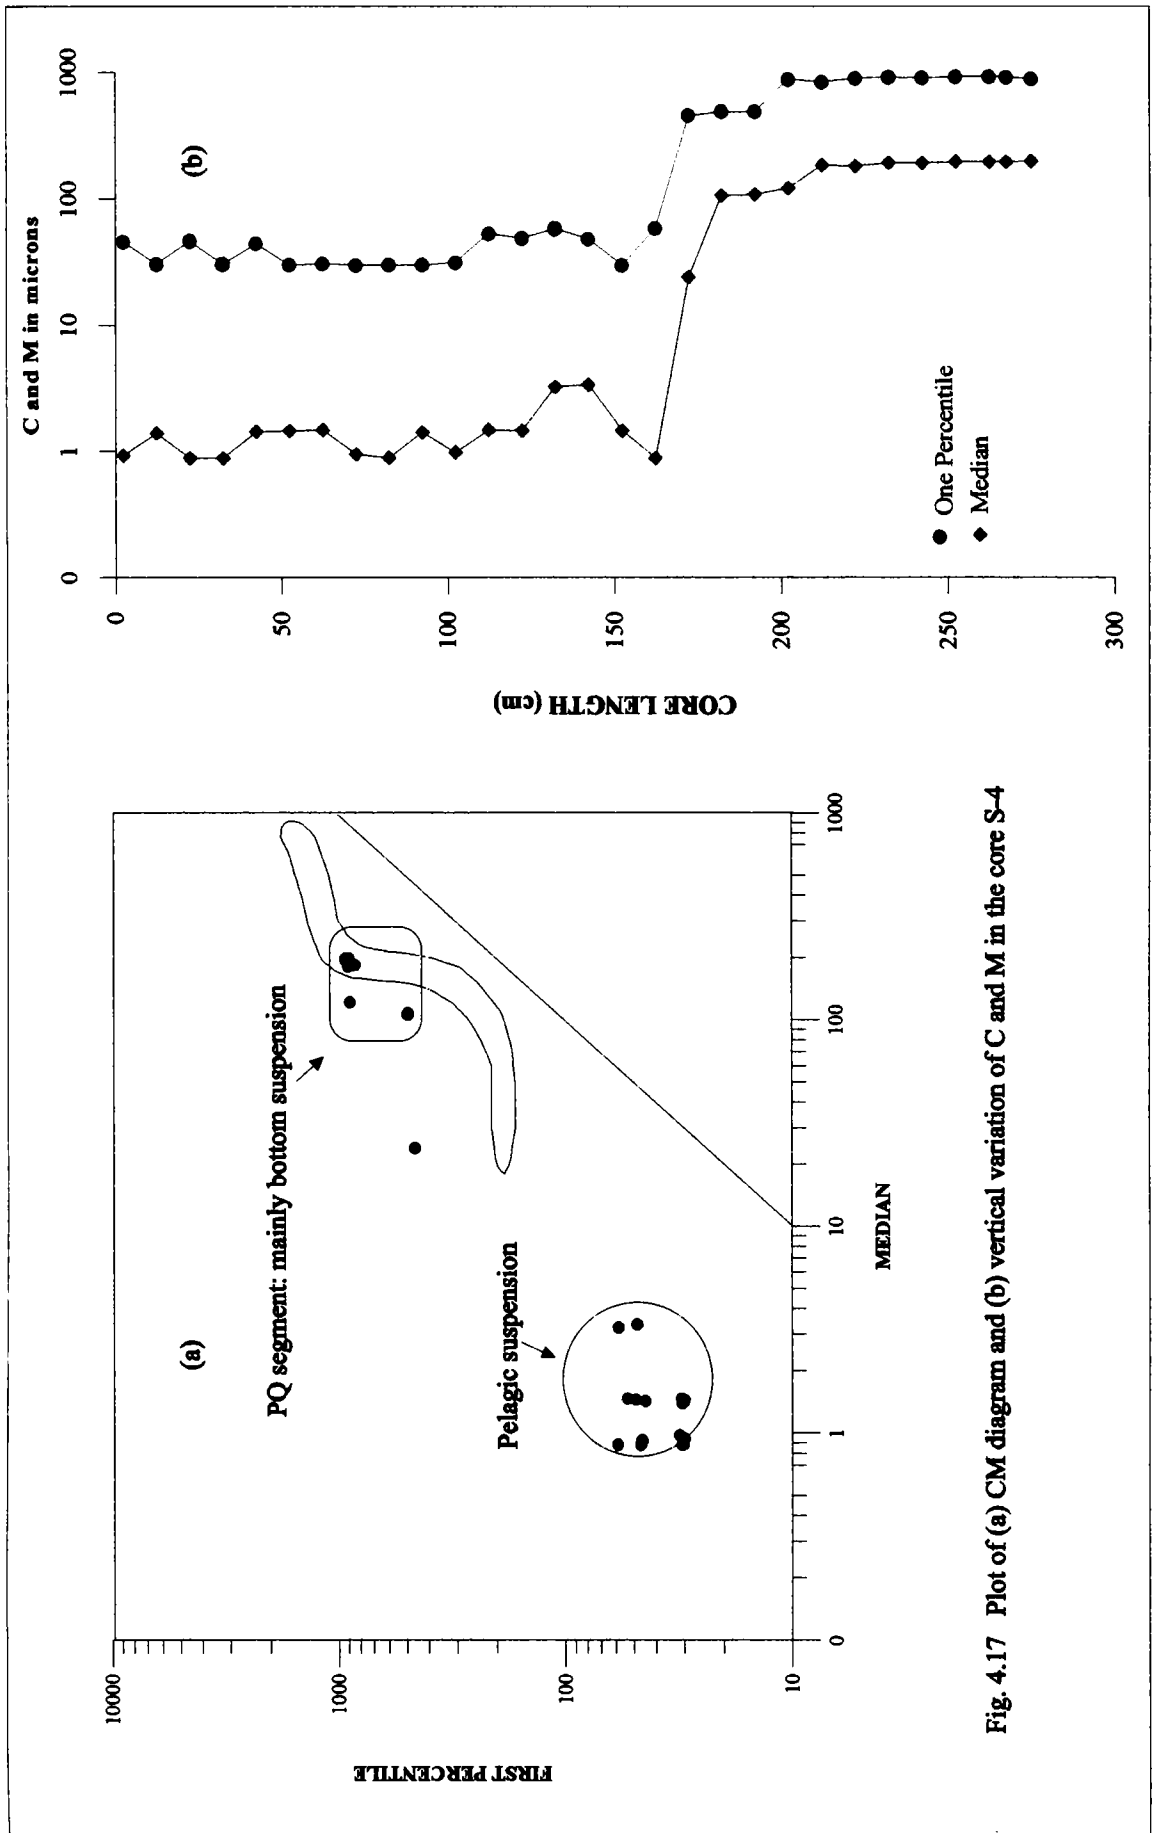 (a)
10000
1000
100
10
FIRST PERCENTILE
PQ segment: mainly bottom suspension
Pelagic suspension
0
1
10
100
1000
MEDIAN
C and M in microns
0
1
10
100
1000
(b)
0
50
100
150
200
250
300
CORE LENGTH (cm)
One Percentile
Median
Fig. 4.17 Plot of (a) CM diagram and (b) vertical variation of C and M in the core S-4